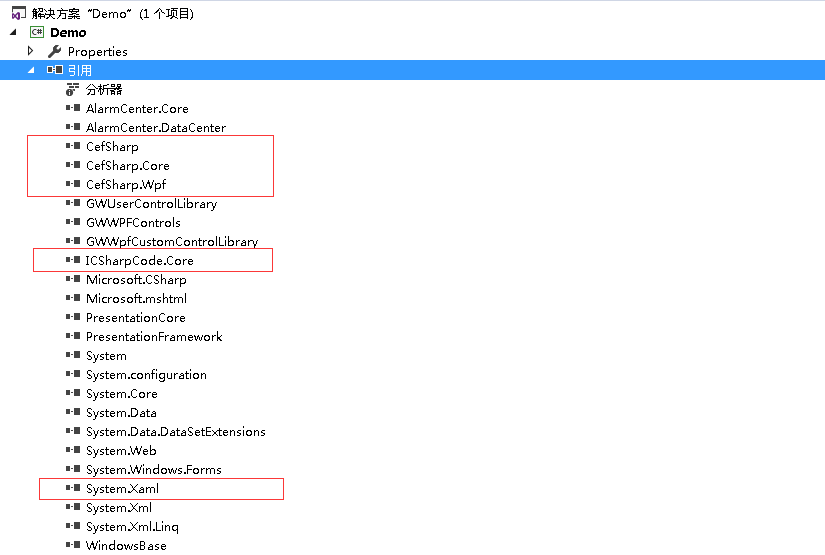 解决方案 "Demo" (1 个项目)
C# Demo
Properties
引用
分析器
AlarmCenter.Core
AlarmCenter.DataCenter
CefSharp
CefSharp.Core
CefSharp.Wpf
GWUserControlLibrary
GWWPFControls
GWWpfCustomControlLibrary
ICSharpCode.Core
Microsoft.CSharp
Microsoft.mshtml
PresentationCore
PresentationFramework
System
System.configuration
System.Core
System.Data
System.Data.DataSetExtensions
System.Web
System.Windows.Forms
System.Xaml
System.Xml
System.Xml.Linq
WindowsBase